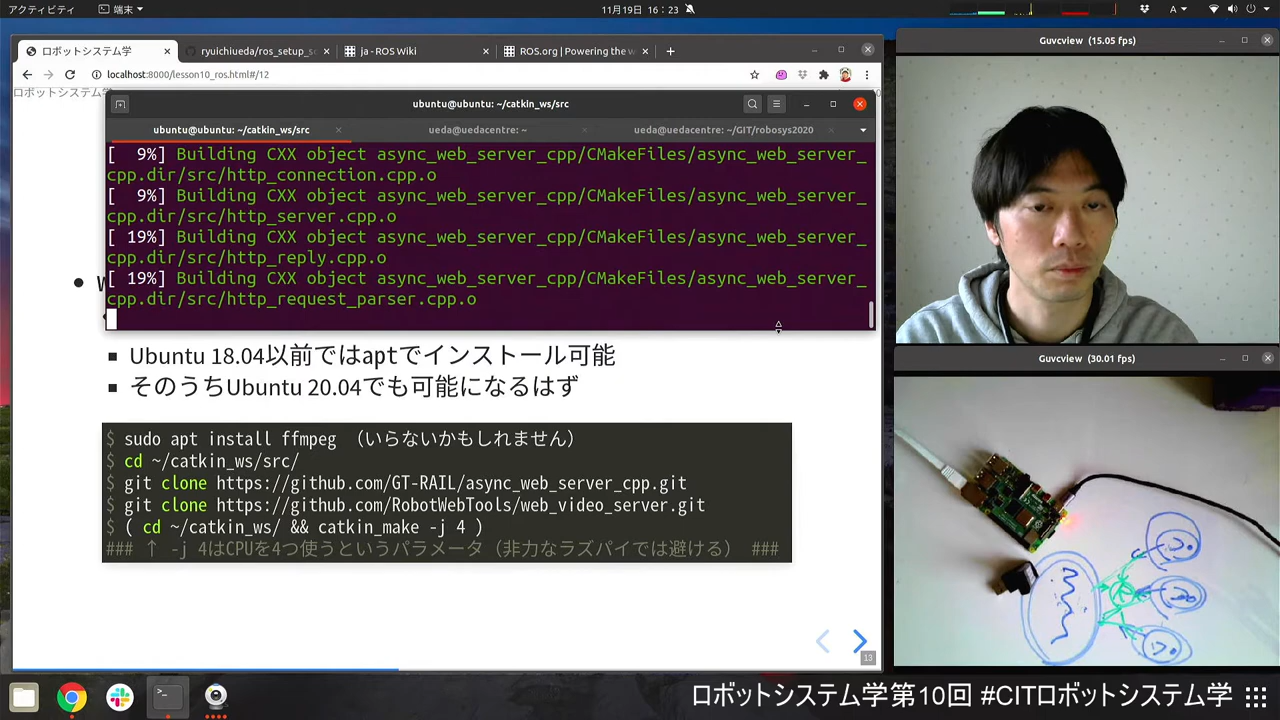 アクティビティ
端末
11月19日 16：23
A
ロボットシステム学
ryuichiueda/ros_setup_sc
ja - ROS Wiki
ROS.org | Powering the w
localhost:8000/lesson10_ros.html#/12
ロボットシステム学
ubuntu@ubuntu: ~/catkin_ws/src
ubuntu@ubuntu: ~/catkin_ws/src
ueda@uedacentre: ~
ueda@uedacentre: ~/GIT/robosys2020
[  9%] Building CXX object async_web_server_cpp/CMakeFiles/async_web_server_
cpp.dir/src/http_connection.cpp.o
[  9%] Building CXX object async_web_server_cpp/CMakeFiles/async_web_server_
cpp.dir/src/http_server.cpp.o
[ 19%] Building CXX object async_web_server_cpp/CMakeFiles/async_web_server_
cpp.dir/src/http_reply.cpp.o
[ 19%] Building CXX object async_web_server_cpp/CMakeFiles/async_web_server_
cpp.dir/src/http_request_parser.cpp.o
Ubuntu 18.04以前ではaptでインストール可能
そのうちUbuntu 20.04でも可能になるはず
$ sudo apt install ffmpeg （いらないかもしれません）
$ cd ~/catkin_ws/src/
$ git clone https://github.com/GT-RAIL/async_web_server_cpp.git
$ git clone https://github.com/RobotWebTools/web_video_server.git
$ ( cd ~/catkin_ws/ && catkin_make -j 4 )
### ↑ -j 4はCPUを4つ使うというパラメータ（非力なラズパイでは避ける） ###
13
Guvcview (15.05 fps)
Guvcview (30.01 fps)
ロボットシステム学第10回 #CITロボットシステム学